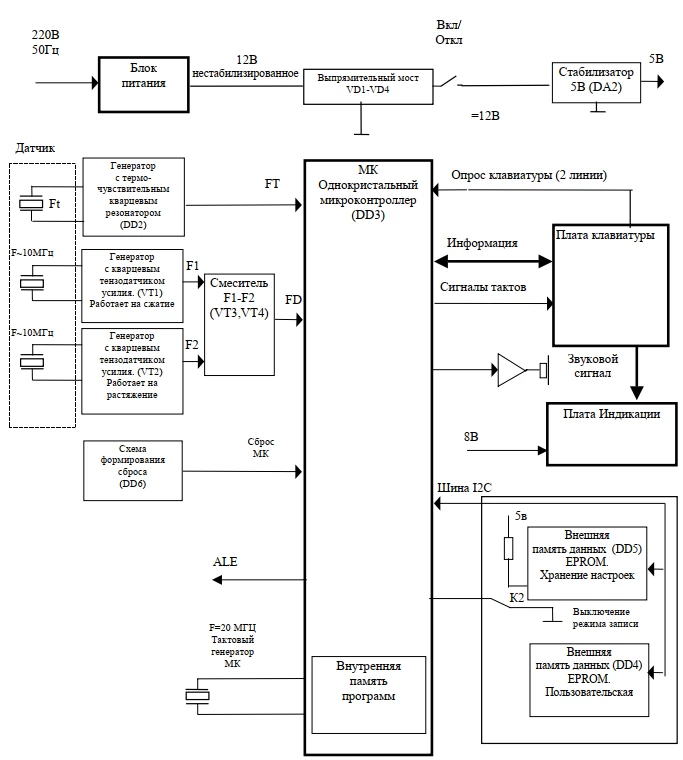 Вкл/
Откл
220В
50Гц
Блок
питания
12В
нестабилизированное
Выпрямительный мост
VD1-VD4
=12В
Стабилизатор
5В (DA2)
5В
Датчик
Ft
Генератор
с термо-
чувствительным
кварцевым
резонатором
(DD2)
FT
F~10МГц
Генератор
с кварцевым
тензодатчиком
усилия. (VT1)
Работает на сжатие
F1
Смеситель
F1-F2
(VT3,VT4)
FD
F~10МГц
Генератор
с кварцевым
тензодатчиком
усилия. (VT2)
Работает на
растяжение
F2
Схема
формирования
сброса
(DD6)
Сброс
МК
ALE
F=20 МГЦ
Тактовый
генератор
МК
МК
Однокристальный
микроконтроллер
(DD3)
Внутренняя
память
программ
Опрос клавиатуры (2 линии)
Информация
Сигналы тактов
Плата клавиатуры
Звуковой
сигнал
8В
Плата Индикации
Шина I2C
5в
Внешняя
память данных (DD5)
EPROM.
Хранение настроек
К2
Выключение
режима записи
Внешняя
память данных (DD4)
EPROM.
Пользовательская